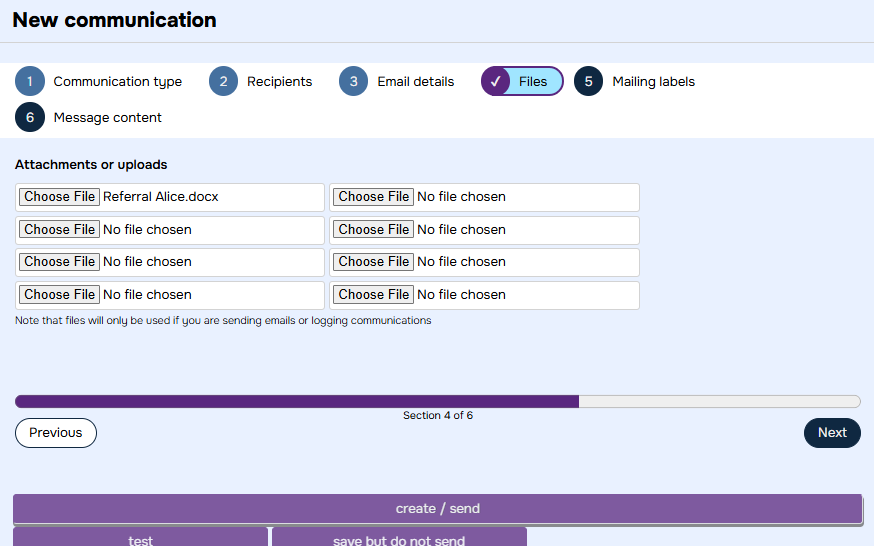 New communication
1 Communication type 2 Recipients 3 Email details ✓ Files 5 Mailing labels
6 Message content
Attachments or uploads
Choose File Referral Alice.docx Choose File No file chosen
Choose File No file chosen Choose File No file chosen
Choose File No file chosen Choose File No file chosen
Choose File No file chosen Choose File No file chosen
Note that files will only be used if you are sending emails or logging communications
Section 4 of 6
Previous Next
create / send
test save but do not send